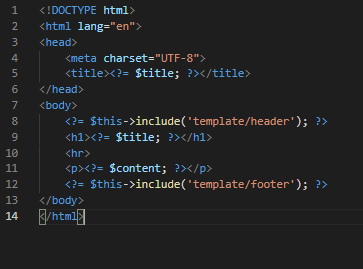 1 <!DOCTYPE html>
2 <html lang="en">
3 <head>
4     <meta charset="UTF-8">
5     <title><?= $title; ?></title>
6 </head>
7 <body>
8     <?= $this->include('template/header'); ?>
9     <h1><?= $title; ?></h1>
10     <hr>
11     <p><?= $content; ?></p>
12     <?= $this->include('template/footer'); ?>
13 </body>
14 </html>